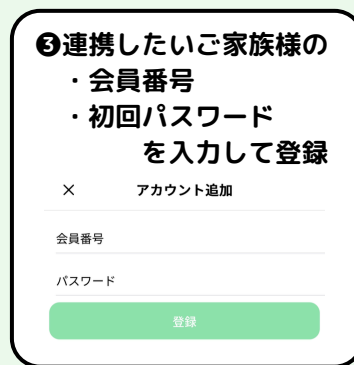 ❸連携したいご家族様の
・会員番号
・初回パスワード
を入力して登録
× アカウント追加
会員番号
パスワード
登録